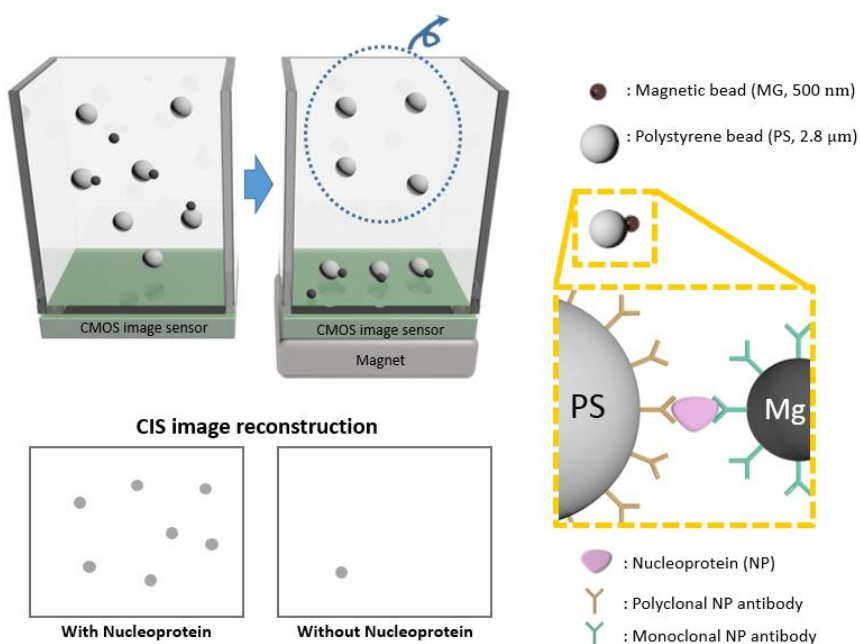 CMOS image sensor
CMOS image sensor
Magnet
: Magnetic bead (MG, 500 nm)
: Polystyrene bead (PS, 2.8 μm)
PS
Mg
: Nucleoprotein (NP)
: Polyclonal NP antibody
: Monoclonal NP antibody
CIS image reconstruction
With Nucleoprotein
Without Nucleoprotein